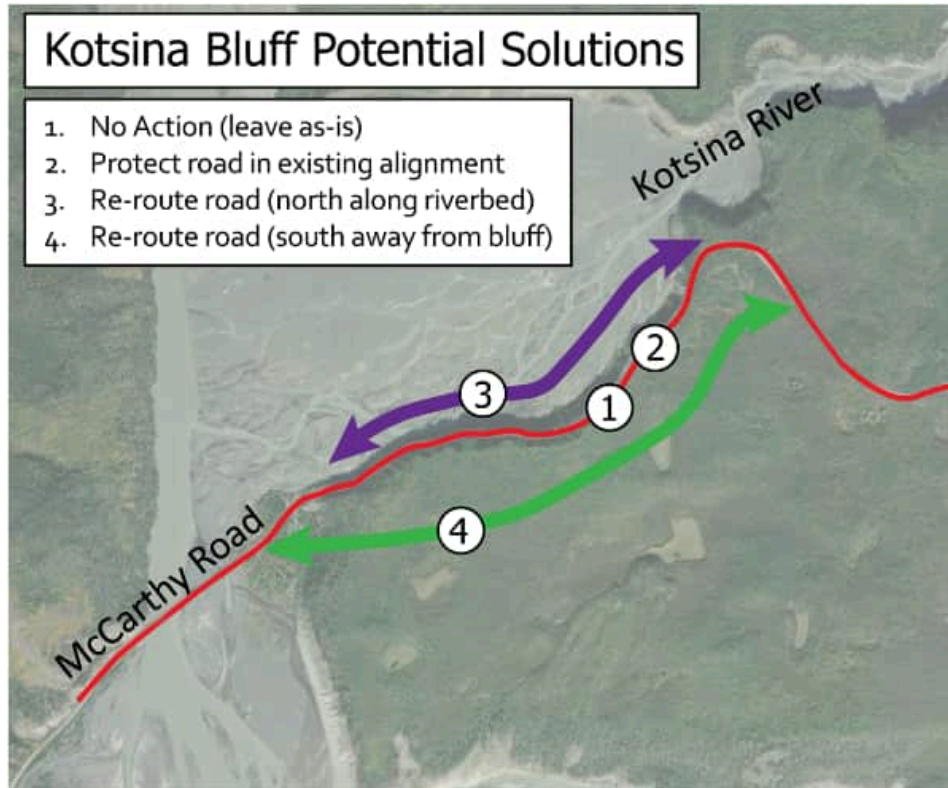 Kotsina Bluff Potential Solutions
1. No Action (leave as-is)
2. Protect road in existing alignment
3. Re-route road (north along riverbed)
4. Re-route road (south away from bluff)
Kotsina River
2
3
1
4
McCarthy Road